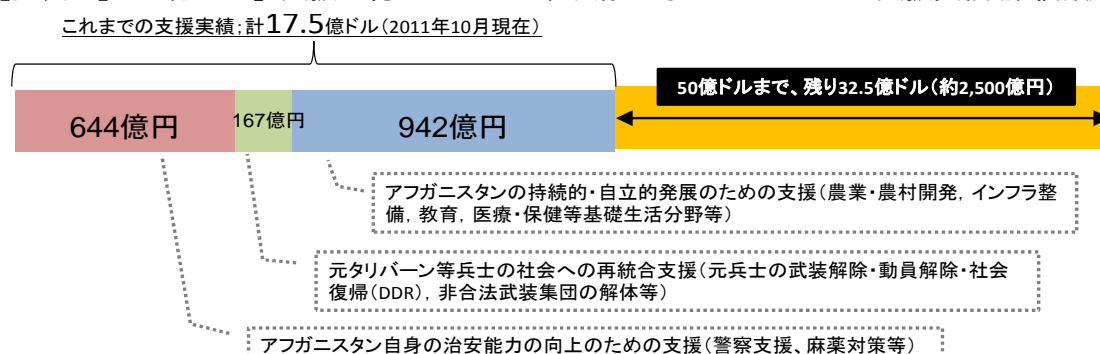 これまでの支援実績;計17.5億ドル(2011年10月現在)
50億ドルまで、残り32.5億ドル(約2,500億円)
644億円
167億円
942億円
アフガニスタンの持続的・自立的発展のための支援(農業・農村開発, インフラ整
備, 教育, 医療・保健等基礎生活分野等)
元タリバーン等兵士の社会への再統合支援(元兵士の武装解除・動員解除・社会
復帰(DDR), 非合法武装集団の解体等)
アフガニスタン自身の治安能力の向上のための支援(警察支援、麻薬対策等)